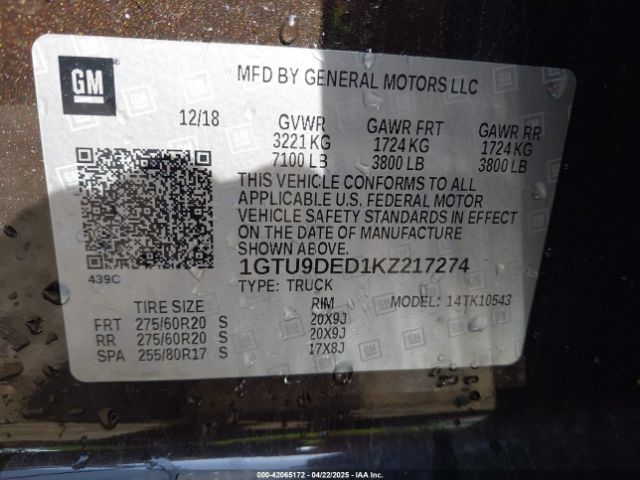 GM
MFD BY GENERAL MOTORS LLC
12/18
GVWR GAWR FRT GAWR RR
3221 KG 1724 KG 1724 KG
7100 LB 3800 LB 3800 LB
THIS VEHICLE CONFORMS TO ALL
APPLICABLE U.S. FEDERAL MOTOR
VEHICLE SAFETY STANDARDS IN EFFECT
ON THE DATE OF MANUFACTURE
SHOWN ABOVE.
439C
1GTU9DED1KZ217274
TYPE: TRUCK MODEL: 14TK10543
TIRE SIZE RIM
FRT 275/60R20 S 20X9J
RR 275/60R20 S 20X9J
SPA 255/80R17 S 17X8J
000-42065172 - 04/22/2025 - IAA Inc.